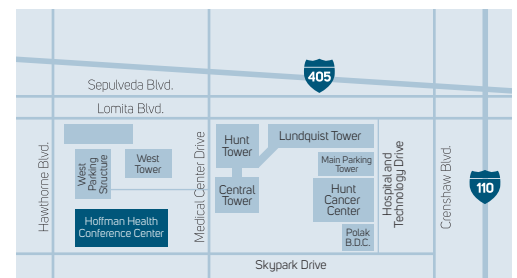 405
Sepulveda Blvd.
Lomita Blvd.
Hawthorne Blvd.
West
Parking
Structure
West
Tower
Hoffman Health
Conference Center
Medical Center Drive
Hunt
Tower
Lundquist Tower
Central
Tower
Main Parking
Tower
Hunt
Cancer
Center
Polak
B.D.C.
Hospital and
Technology Drive
Crenshaw Blvd.
110
Skypark Drive